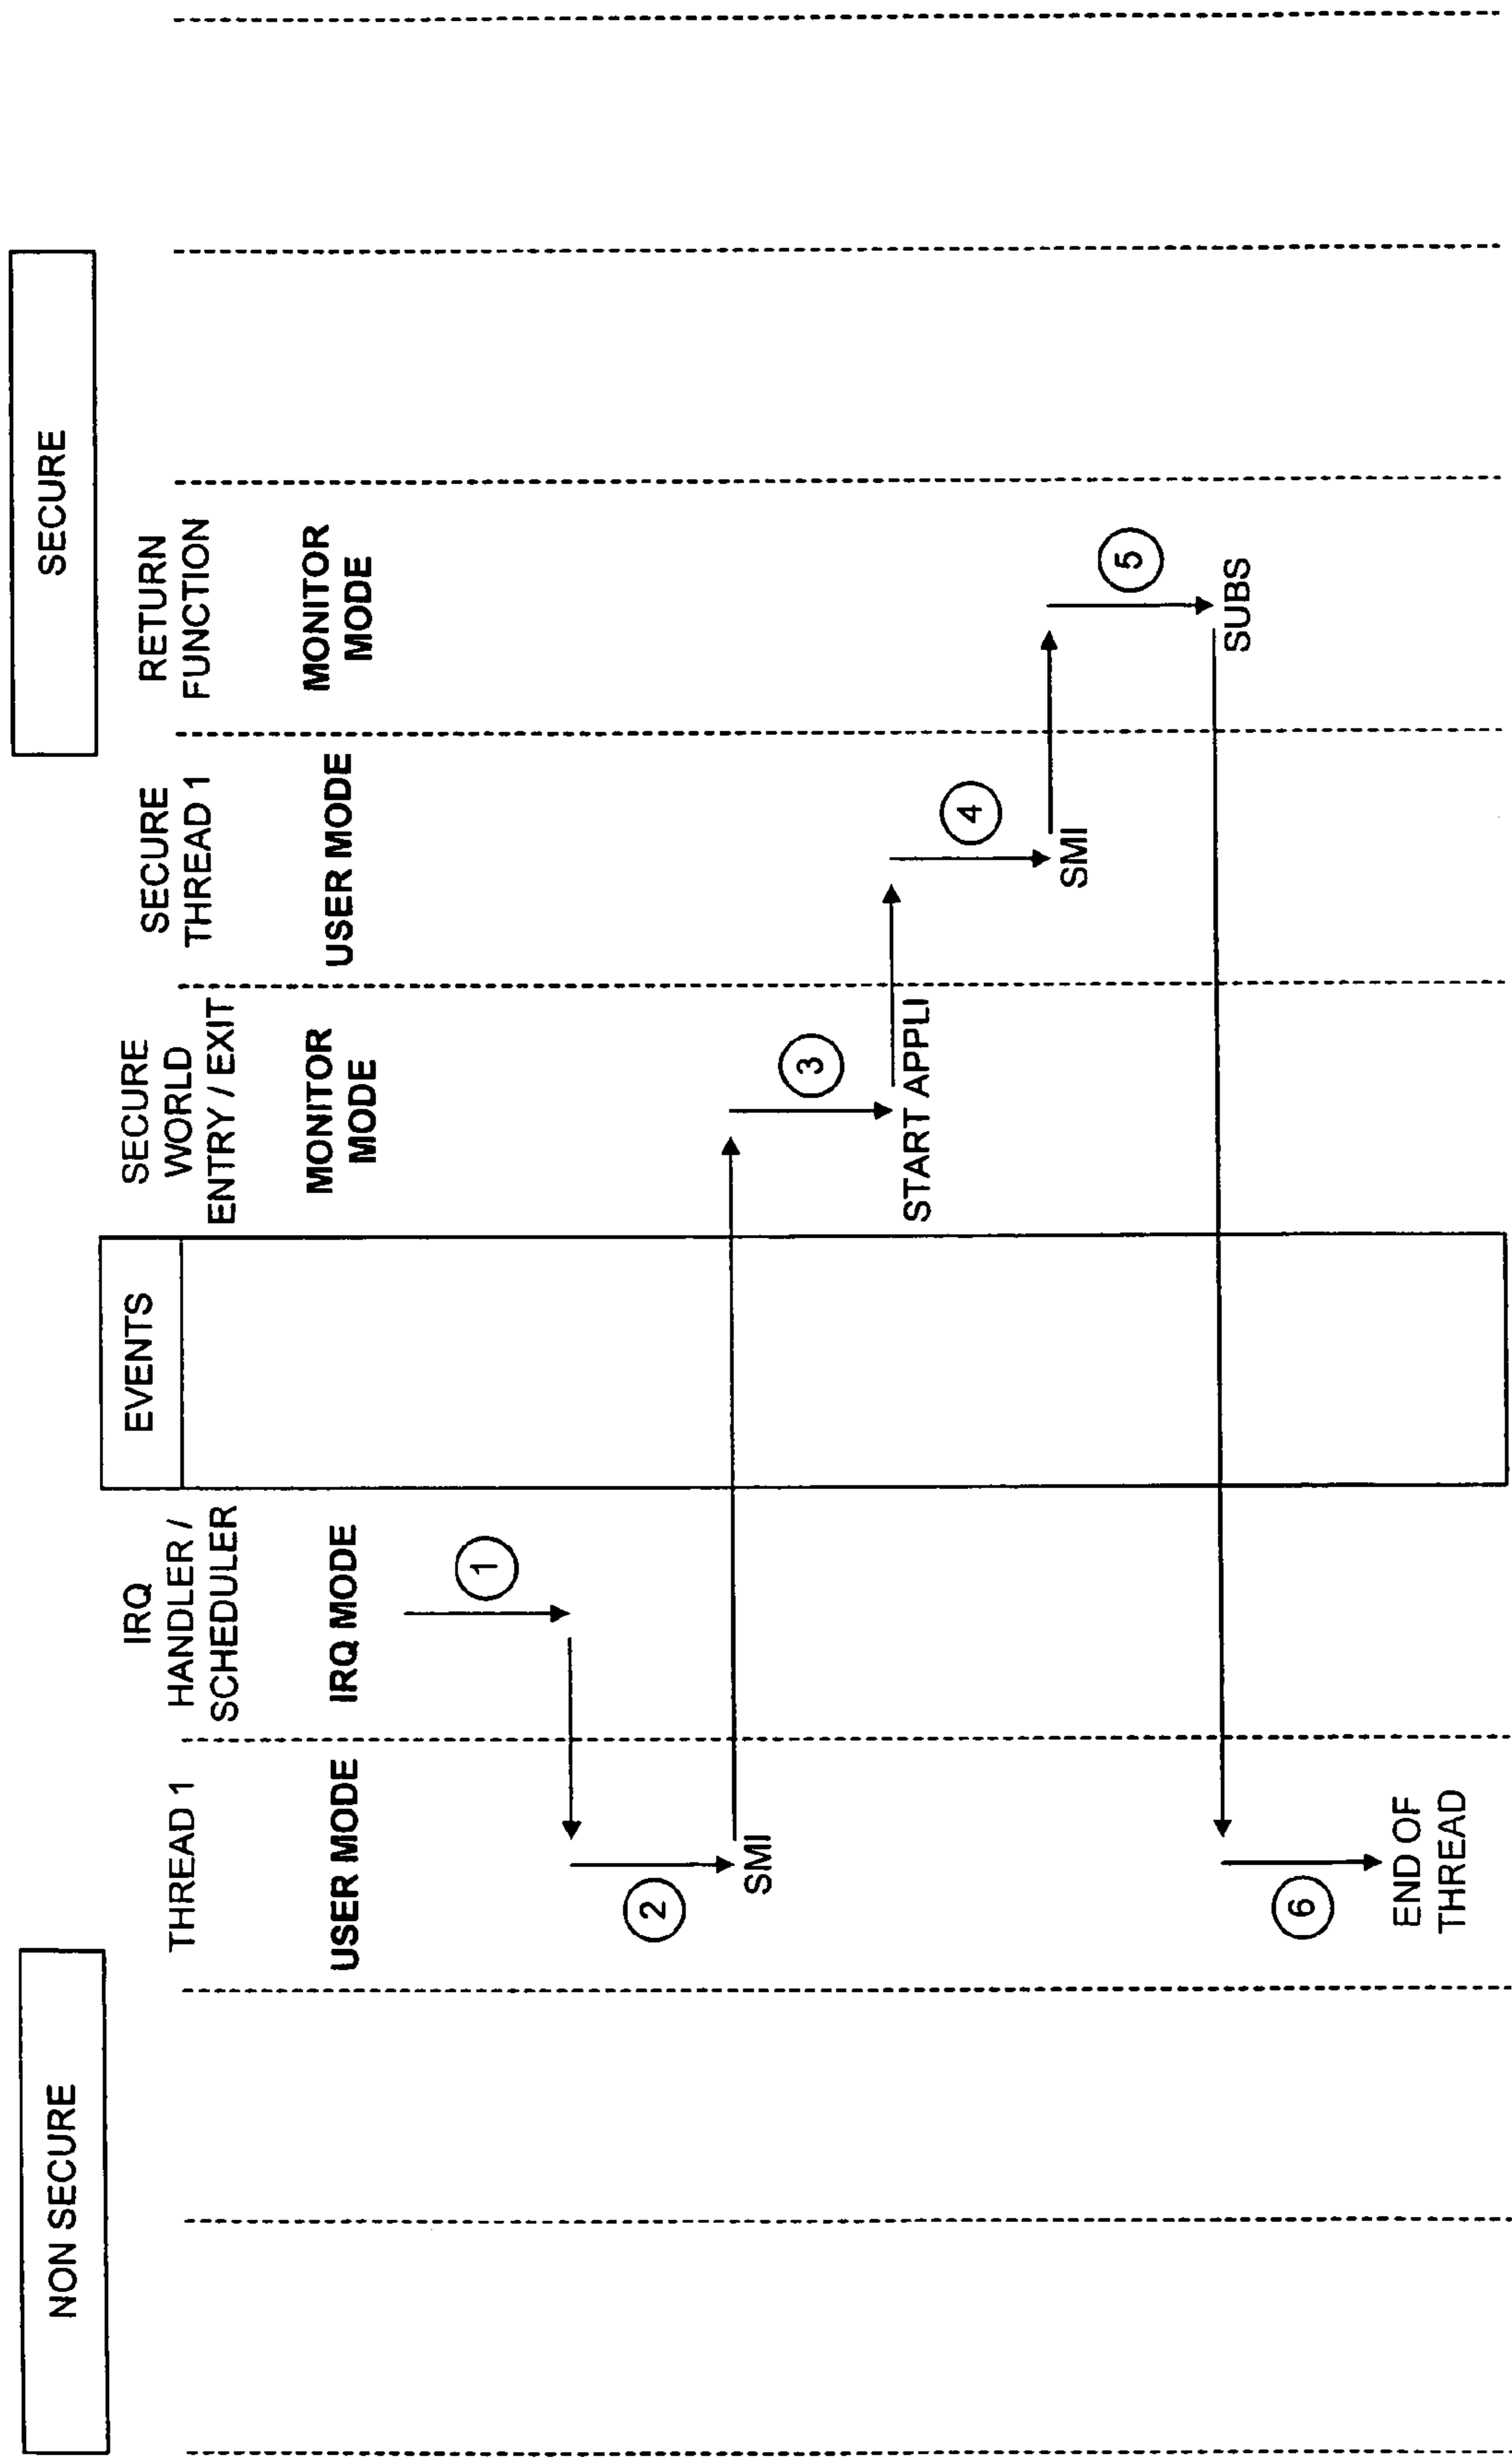 NON SECURE
SECURE
THREAD 1
IRQ
HANDLER /
SCHEDULER
EVENTS
SECURE
WORLD
ENTRY / EXIT
SECURE
THREAD 1
RETURN
FUNCTION
USER MODE
IRQ MODE
MONITOR
MODE
USER MODE
MONITOR
MODE
1
2
SMI
3
START APPLI
4
SMI
5
SUBS
6
END OF
THREAD